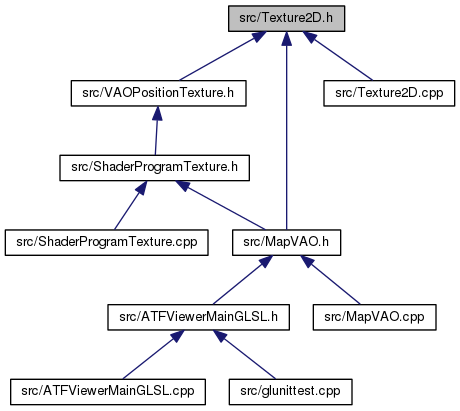 src/Texture2D.h
src/VAOPositionTexture.h
src/Texture2D.cpp
src/ShaderProgramTexture.h
src/ShaderProgramTexture.cpp
src/MapVAO.h
src/ATFViewerMainGLSL.h
src/MapVAO.cpp
src/ATFViewerMainGLSL.cpp
src/glunittest.cpp